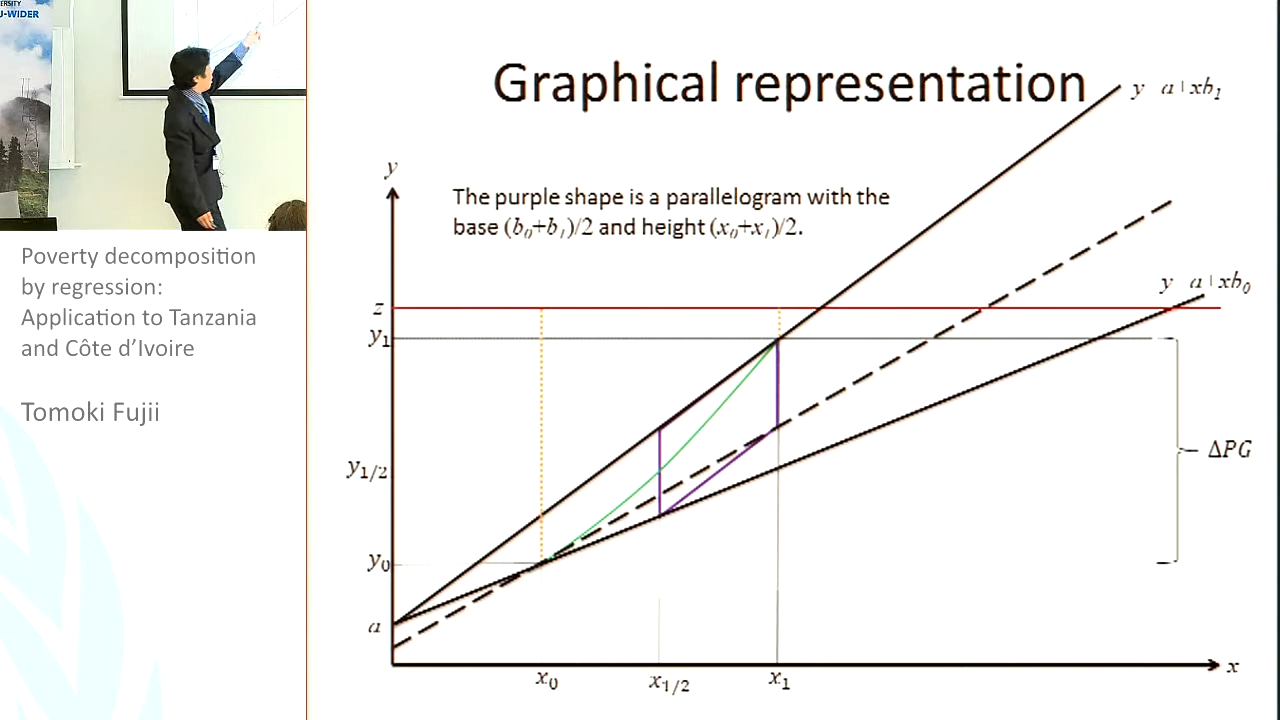 J-WIDER
Poverty decomposition
by regression:
Application to Tanzania
and Côte d’Ivoire
Tomoki Fujii
Graphical representation
y a xb₁
y
The purple shape is a parallelogram with the
base (b₀+b₁)/2 and height (x₀+x₁)/2.
y a xb₀
z
y₁
y₁/₂
ΔPG
y₀
a
x₀ x₁/₂ x₁ x